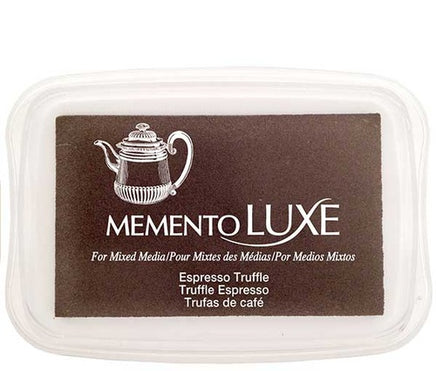 MEMENTO LUXE
For Mixed Media/Pour Mixtes des Médias/Por Medios Mixtos
Espresso Truffle
Truffle Espresso
Trufas de café